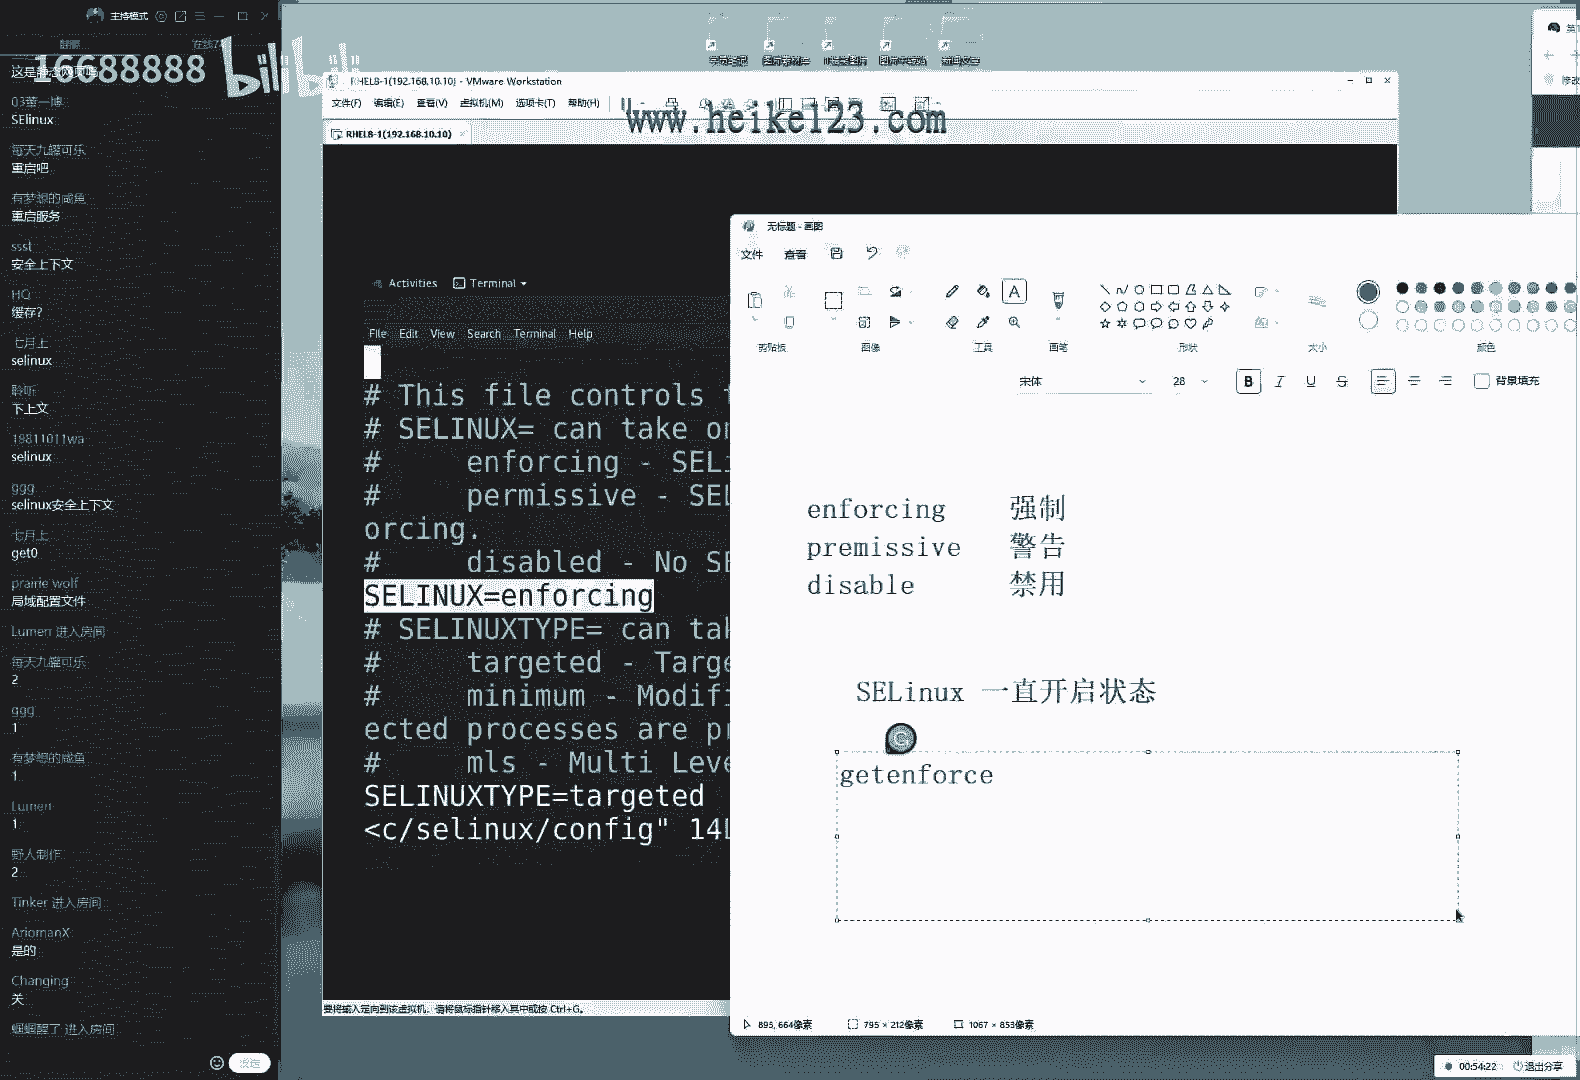 主持模式
16688888
bilibili
03董一博
SElinux
每天九罐可乐
重启吧
有梦想的咸鱼
重启服务
ssst
安全上下文
HQ
缓存?
七月上
selinux
聆听
下上文
19811011wa
selinux
ggg
selinux安全上下文
七月上
get0
prairie wolf
局域配置文件
Lumen 进入房间
每天九罐可乐
2
ggg
1
有梦想的咸鱼
1
Lumen
1
野人制作
2
Tinker 进入房间
AriomanX
是的
Changing
关
蝈蝈醒了 进入房间
发送
RHEL8-1(192.168.10.10) - VMware Workstation
文件(F) 编辑(E) 查看(V) 虚拟机(M) 选项卡(T) 帮助(H)
www.heike123.com
RHEL8-1(192.168.10.10)
Activities Terminal
File Edit View Search Terminal Help
# This file controls
# SELINUX= can take
# enforcing - SEL
# permissive - SEL
orcing.
# disabled - No SE
SELINUX=enforcing
# SELINUXTYPE= can
# targeted - Targe
# minimum - Modif
ected processes are
# mls - Multi Leve
SELINUXTYPE=targeted
<c/selinux/config" 14L
要将输入定向到该虚拟机，请将鼠标指针移入其中或按 Ctrl+G。
无标题 - 画图
文件 查看
剪贴板 图像 工具 画笔 形状 大小 颜色
宋体 28 B I U S 背景填充
enforcing 强制
premissive 警告
disable 禁用
SELinux 一直开启状态
getenforce
893, 664像素 795 × 212像素 1067 × 853像素
00:54:22 退出分享